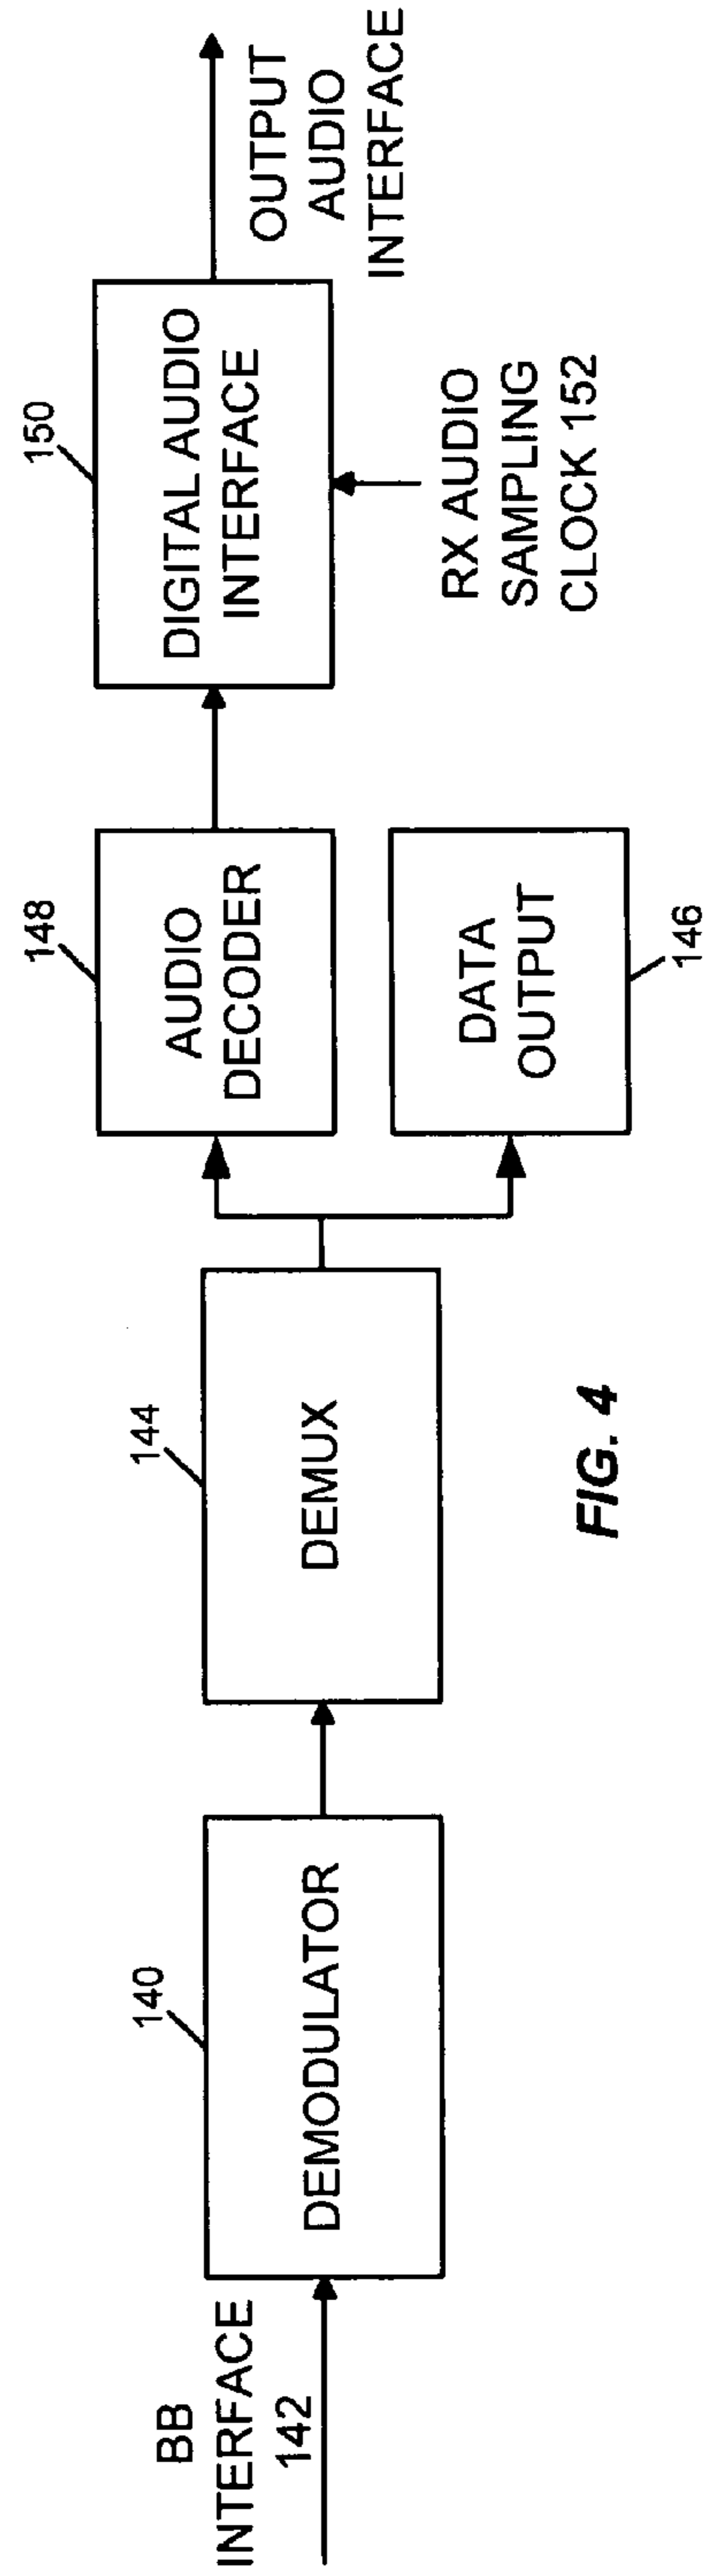 BB
INTERFACE
142
140
DEMODULATOR
144
DEMUX
148
AUDIO
DECODER
DATA
OUTPUT
146
150
DIGITAL AUDIO
INTERFACE
RX AUDIO
SAMPLING
CLOCK 152
OUTPUT
AUDIO
INTERFACE
FIG. 4